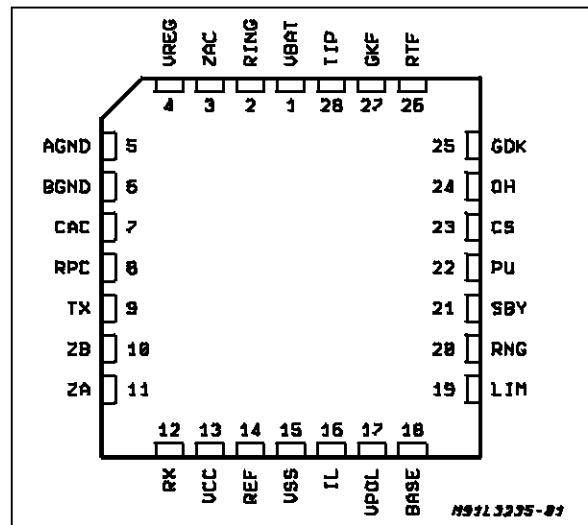 VREG ZAC RING VBAT TIP GKF RTF
4 3 2 1 28 27 26
AGND 5 25 GDK
BGND 6 24 OH
CAC 7 23 CS
RPC 8 22 PU
TX 9 21 SBY
ZB 10 20 RNG
ZA 11 19 LIM
12 13 14 15 16 17 18
RX VCC REF VSS IL VPOL BASE
M91L3235-01